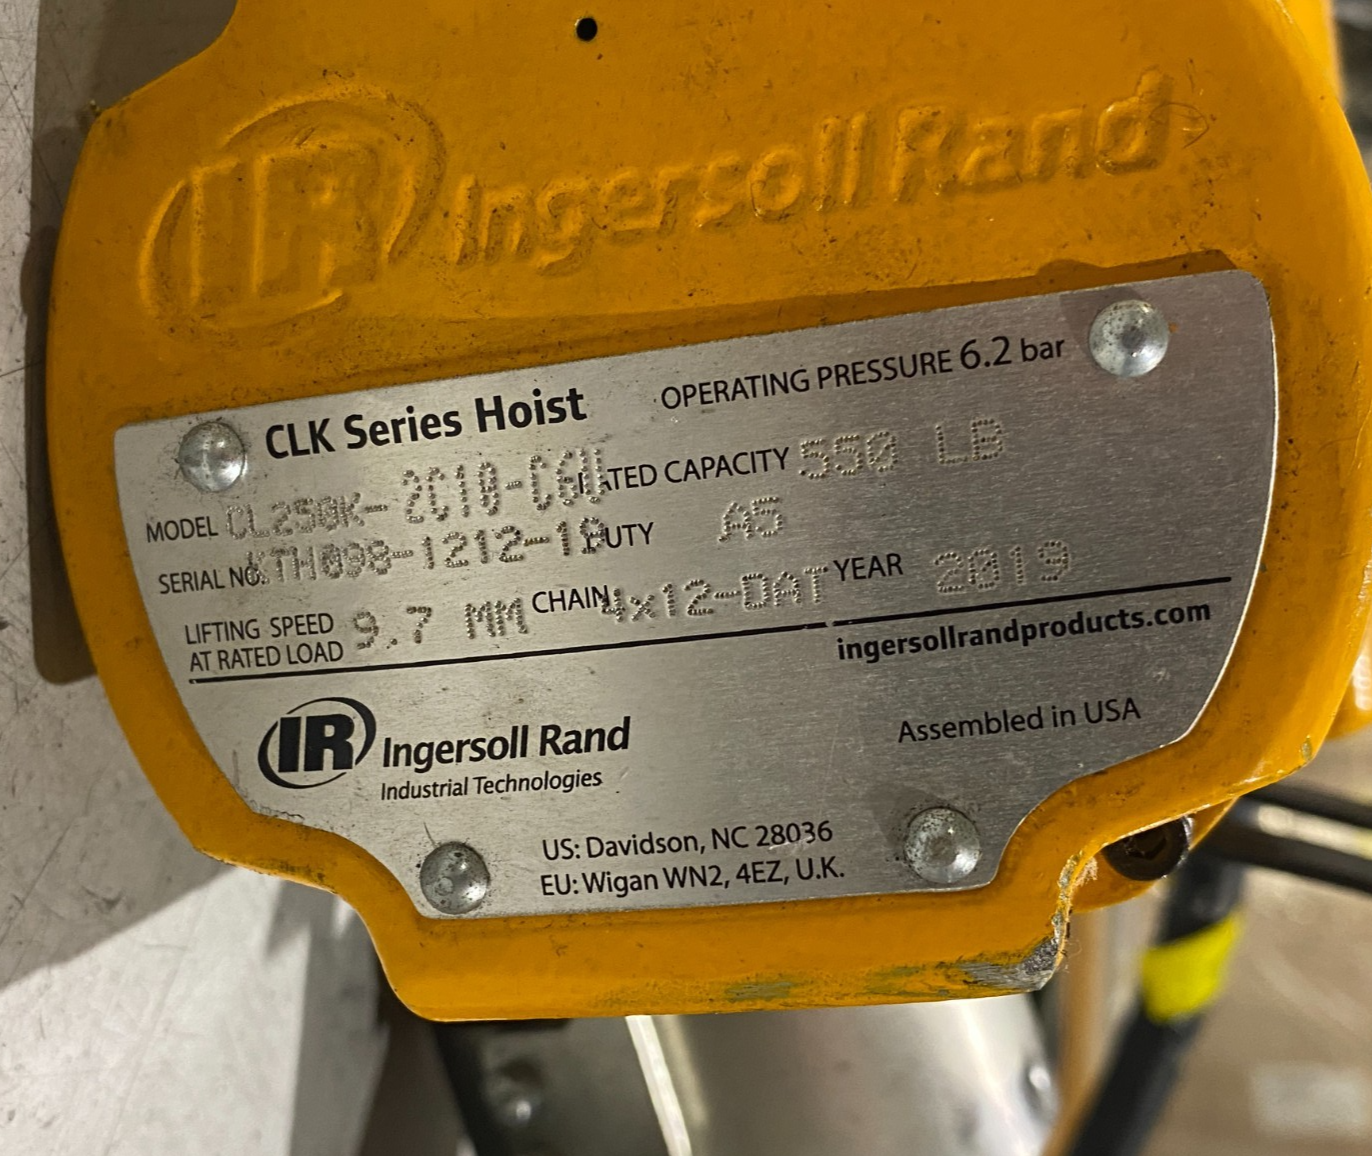 IR Ingersoll Rand
CLK Series Hoist
OPERATING PRESSURE 6.2 bar
MODEL CL250K-2C10-C6U
RATED CAPACITY 550 LB
SERIAL NO. KTH098-1212-19
DUTY A5
LIFTING SPEED
AT RATED LOAD 9.7 MM
CHAIN 4x12-DAT
YEAR 2019
ingersollrandproducts.com
IR Ingersoll Rand
Industrial Technologies
Assembled in USA
US: Davidson, NC 28036
EU: Wigan WN2, 4EZ, U.K.